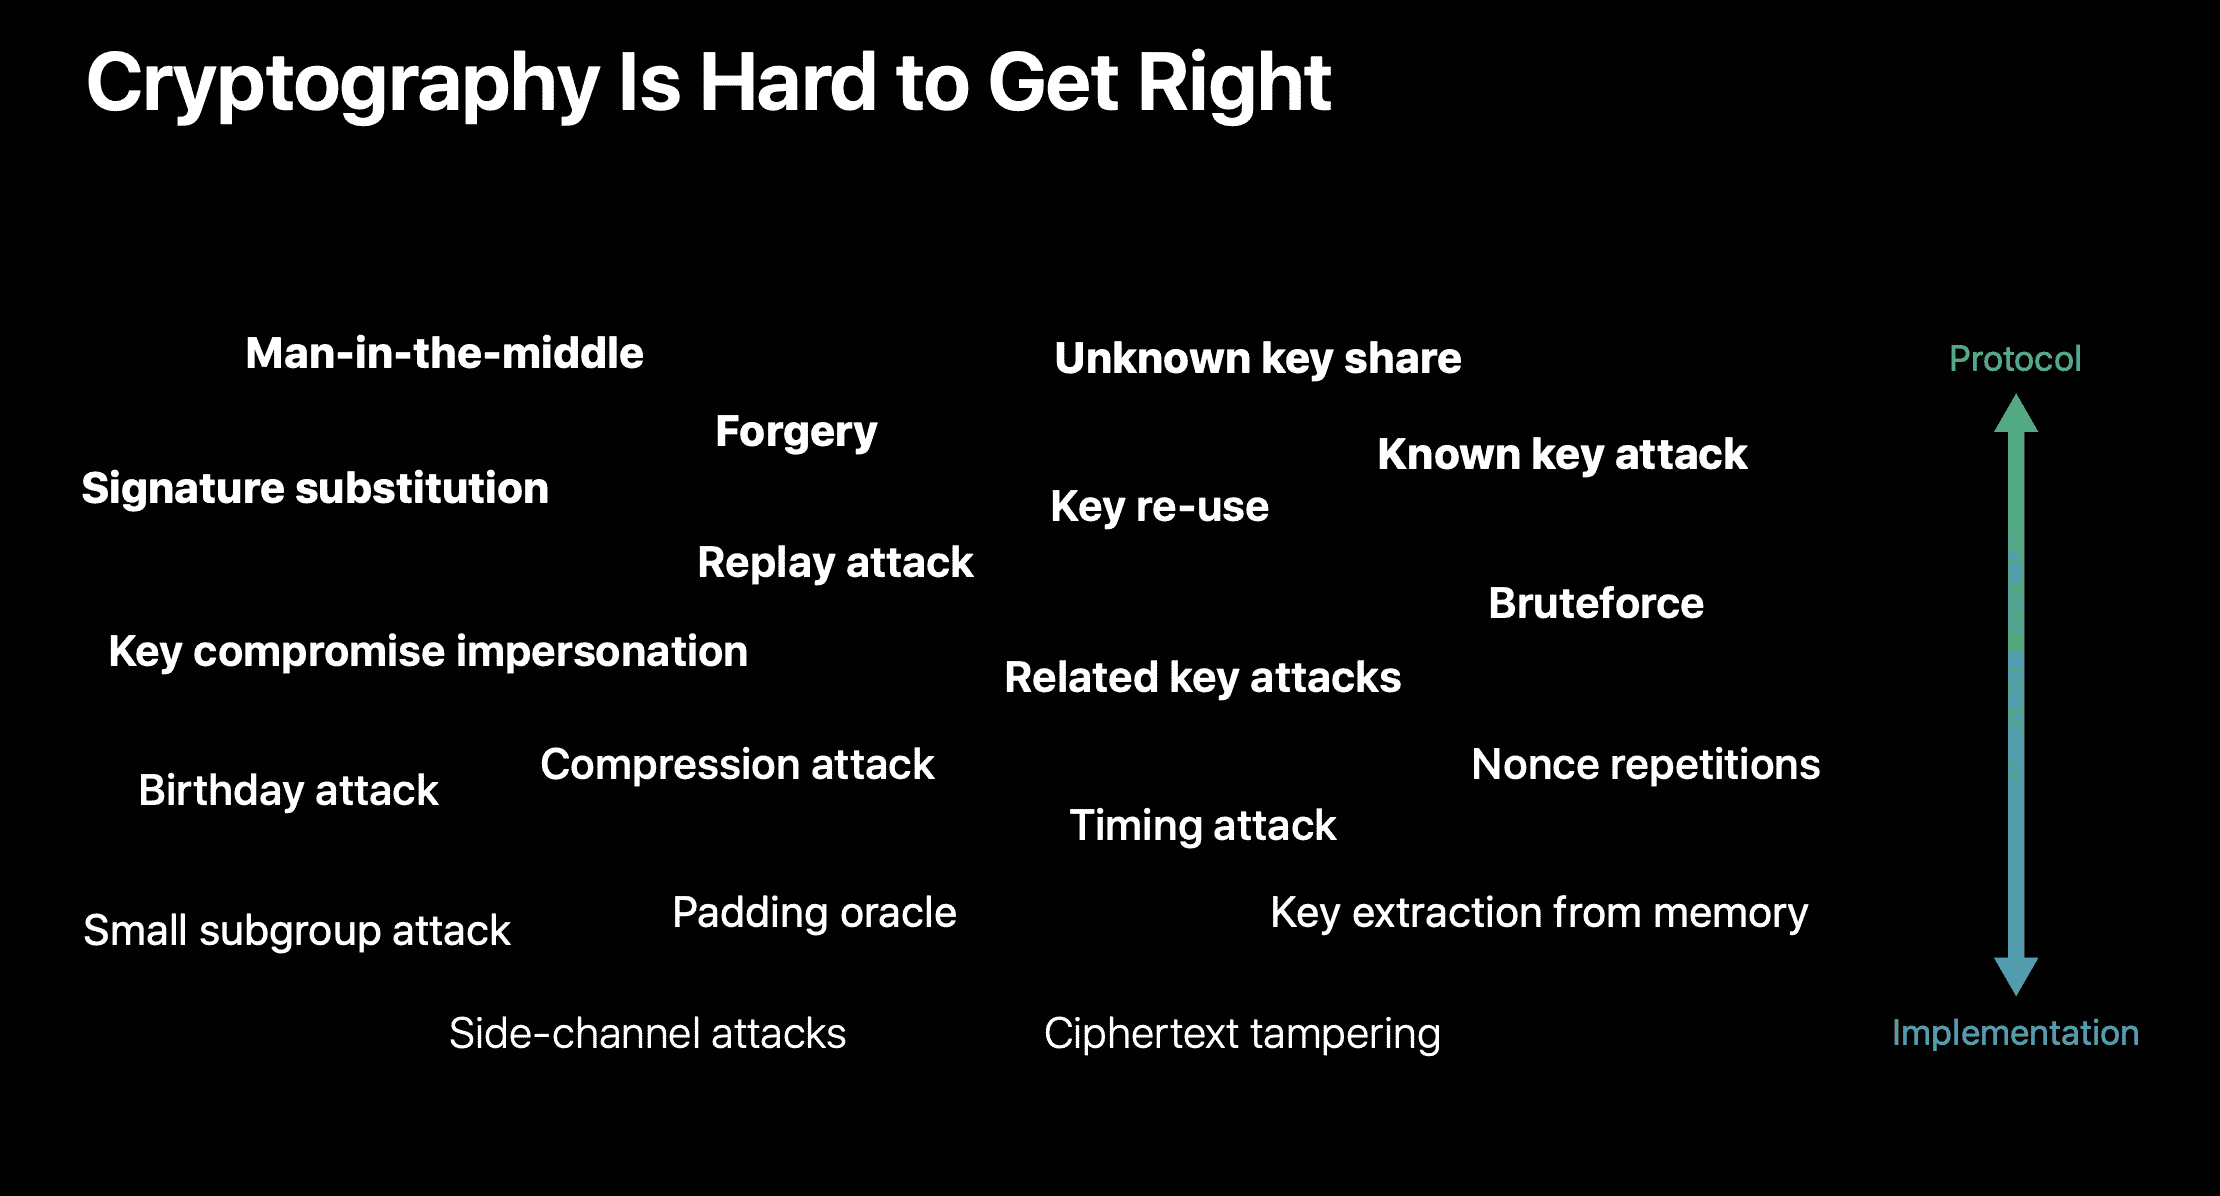 Cryptography Is Hard to Get Right
Man-in-the-middle
Unknown key share
Protocol
Forgery
Known key attack
Signature substitution
Key re-use
Replay attack
Bruteforce
Key compromise impersonation
Related key attacks
Compression attack
Nonce repetitions
Birthday attack
Timing attack
Padding oracle
Key extraction from memory
Small subgroup attack
Side-channel attacks
Ciphertext tampering
Implementation